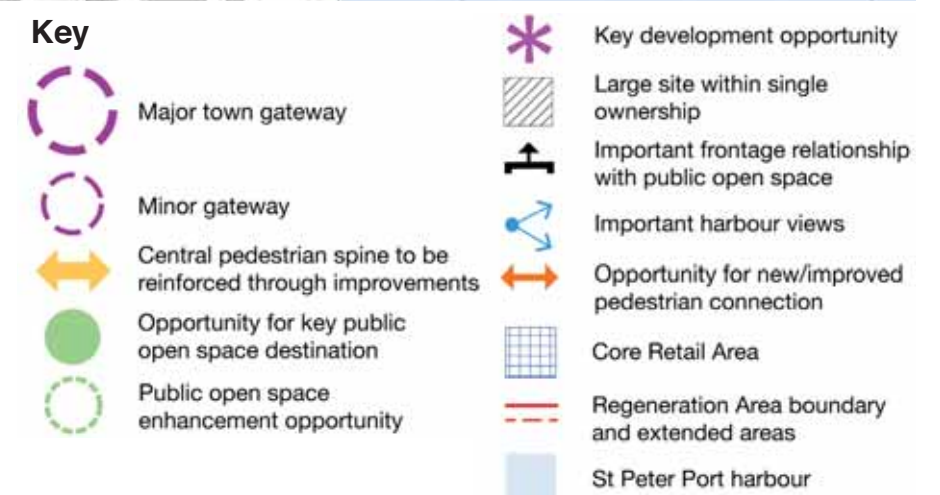 Key
Major town gateway
Minor gateway
Central pedestrian spine to be
reinforced through improvements
Opportunity for key public
open space destination
Public open space
enhancement opportunity
Key development opportunity
Large site within single
ownership
Important frontage relationship
with public open space
Important harbour views
Opportunity for new/improved
pedestrian connection
Core Retail Area
Regeneration Area boundary
and extended areas
St Peter Port harbour